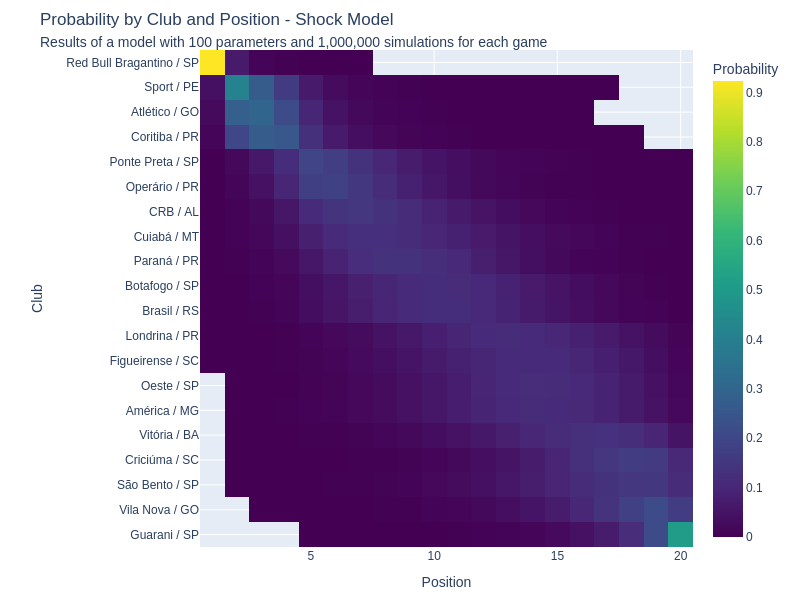 Probability by Club and Position - Shock Model
Results of a model with 100 parameters and 1,000,000 simulations for each game
Red Bull Bragantino / SP
Sport / PE
Atlético / GO
Coritiba / PR
Ponte Preta / SP
Operário / PR
CRB / AL
Cuiabá / MT
Paraná / PR
Botafogo / SP
Brasil / RS
Londrina / PR
Figueirense / SC
Oeste / SP
América / MG
Vitória / BA
Criciúma / SC
São Bento / SP
Vila Nova / GO
Guarani / SP
Club
5
10
15
20
Position
Probability
0.9
0.8
0.7
0.6
0.5
0.4
0.3
0.2
0.1
0